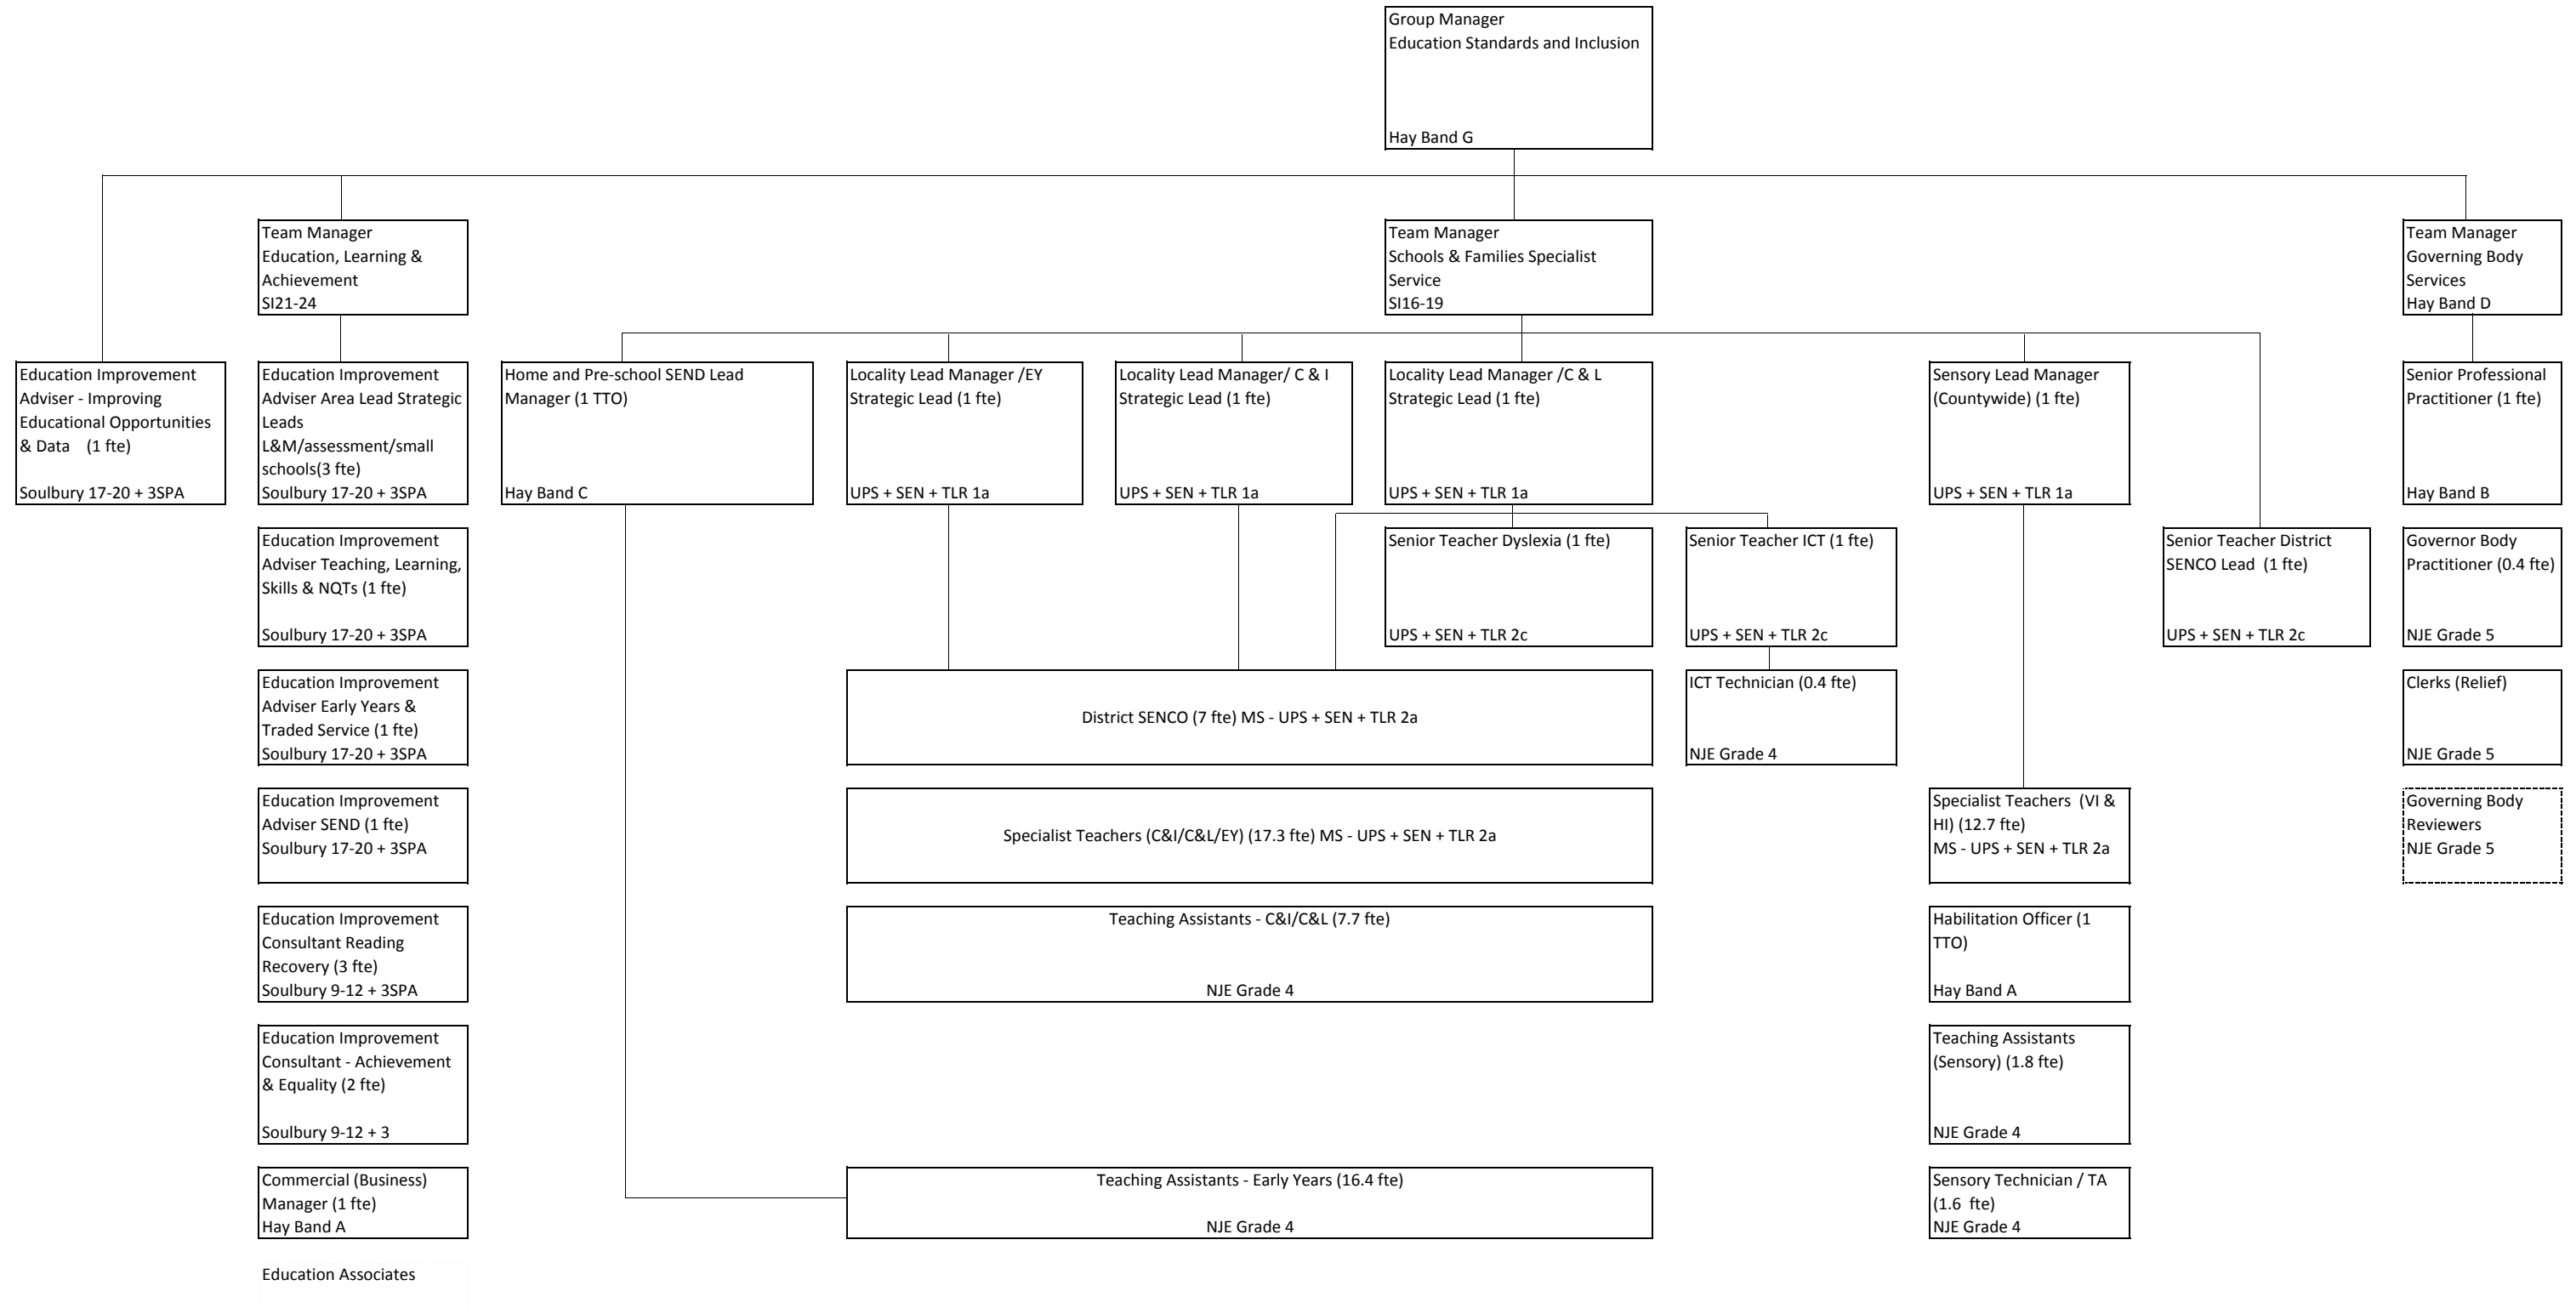 Group Manager
Education Standards and Inclusion
Hay Band G
Team Manager
Education, Learning &
Achievement
SI21-24
Team Manager
Schools & Families Specialist
Service
SI16-19
Team Manager
Governing Body
Services
Hay Band D
Education Improvement
Adviser - Improving
Educational Opportunities
& Data (1 fte)
Soulbury 17-20 + 3SPA
Education Improvement
Adviser Area Lead Strategic
Leads
L&M/assessment/small
schools(3 fte)
Soulbury 17-20 + 3SPA
Home and Pre-school SEND Lead
Manager (1 TTO)
Hay Band C
Locality Lead Manager /EY
Strategic Lead (1 fte)
UPS + SEN + TLR 1a
Locality Lead Manager/ C & I
Strategic Lead (1 fte)
UPS + SEN + TLR 1a
Locality Lead Manager /C & L
Strategic Lead (1 fte)
UPS + SEN + TLR 1a
Sensory Lead Manager
(Countywide) (1 fte)
UPS + SEN + TLR 1a
Senior Professional
Practitioner (1 fte)
Hay Band B
Education Improvement
Adviser Teaching, Learning,
Skills & NQTs (1 fte)
Soulbury 17-20 + 3SPA
Senior Teacher Dyslexia (1 fte)
UPS + SEN + TLR 2c
Senior Teacher ICT (1 fte)
UPS + SEN + TLR 2c
Senior Teacher District
SENCO Lead (1 fte)
UPS + SEN + TLR 2c
Governor Body
Practitioner (0.4 fte)
NJE Grade 5
Education Improvement
Adviser Early Years &
Traded Service (1 fte)
Soulbury 17-20 + 3SPA
District SENCO (7 fte) MS - UPS + SEN + TLR 2a
ICT Technician (0.4 fte)
NJE Grade 4
Clerks (Relief)
NJE Grade 5
Education Improvement
Adviser SEND (1 fte)
Soulbury 17-20 + 3SPA
Specialist Teachers (C&I/C&L/EY) (17.3 fte) MS - UPS + SEN + TLR 2a
Specialist Teachers (VI &
HI) (12.7 fte)
MS - UPS + SEN + TLR 2a
Governing Body
Reviewers
NJE Grade 5
Education Improvement
Consultant Reading
Recovery (3 fte)
Soulbury 9-12 + 3SPA
Teaching Assistants - C&I/C&L (7.7 fte)
NJE Grade 4
Habilitation Officer (1
TTO)
Hay Band A
Education Improvement
Consultant - Achievement
& Equality (2 fte)
Soulbury 9-12 + 3
Teaching Assistants
(Sensory) (1.8 fte)
NJE Grade 4
Commercial (Business)
Manager (1 fte)
Hay Band A
Teaching Assistants - Early Years (16.4 fte)
NJE Grade 4
Sensory Technician / TA
(1.6 fte)
NJE Grade 4
Education Associates